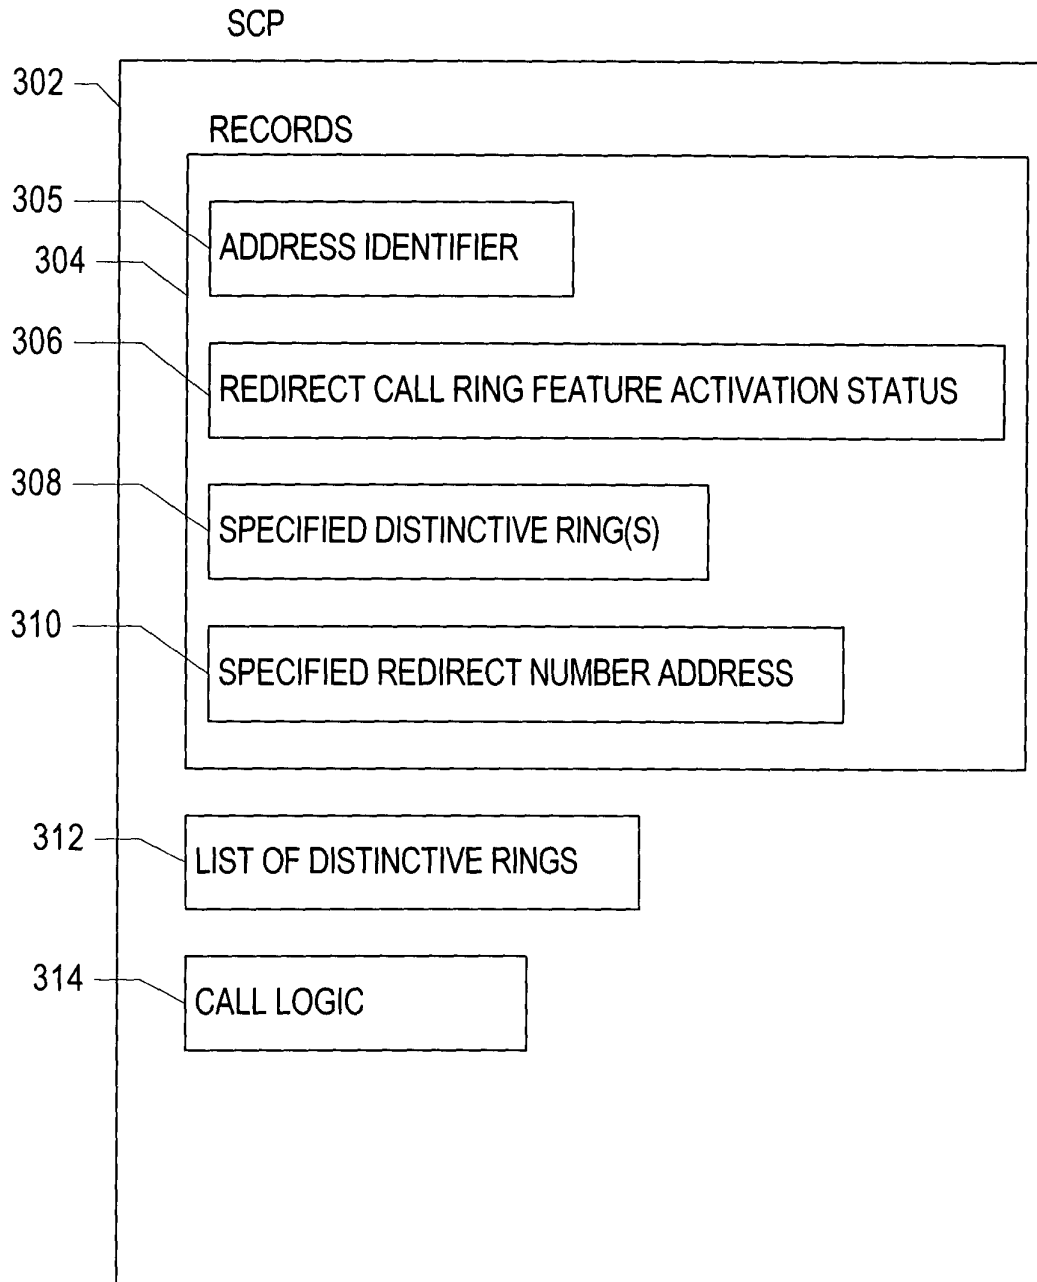 SCP
302
RECORDS
305
ADDRESS IDENTIFIER
304
306
REDIRECT CALL RING FEATURE ACTIVATION STATUS
308
SPECIFIED DISTINCTIVE RING(S)
310
SPECIFIED REDIRECT NUMBER ADDRESS
312
LIST OF DISTINCTIVE RINGS
314
CALL LOGIC